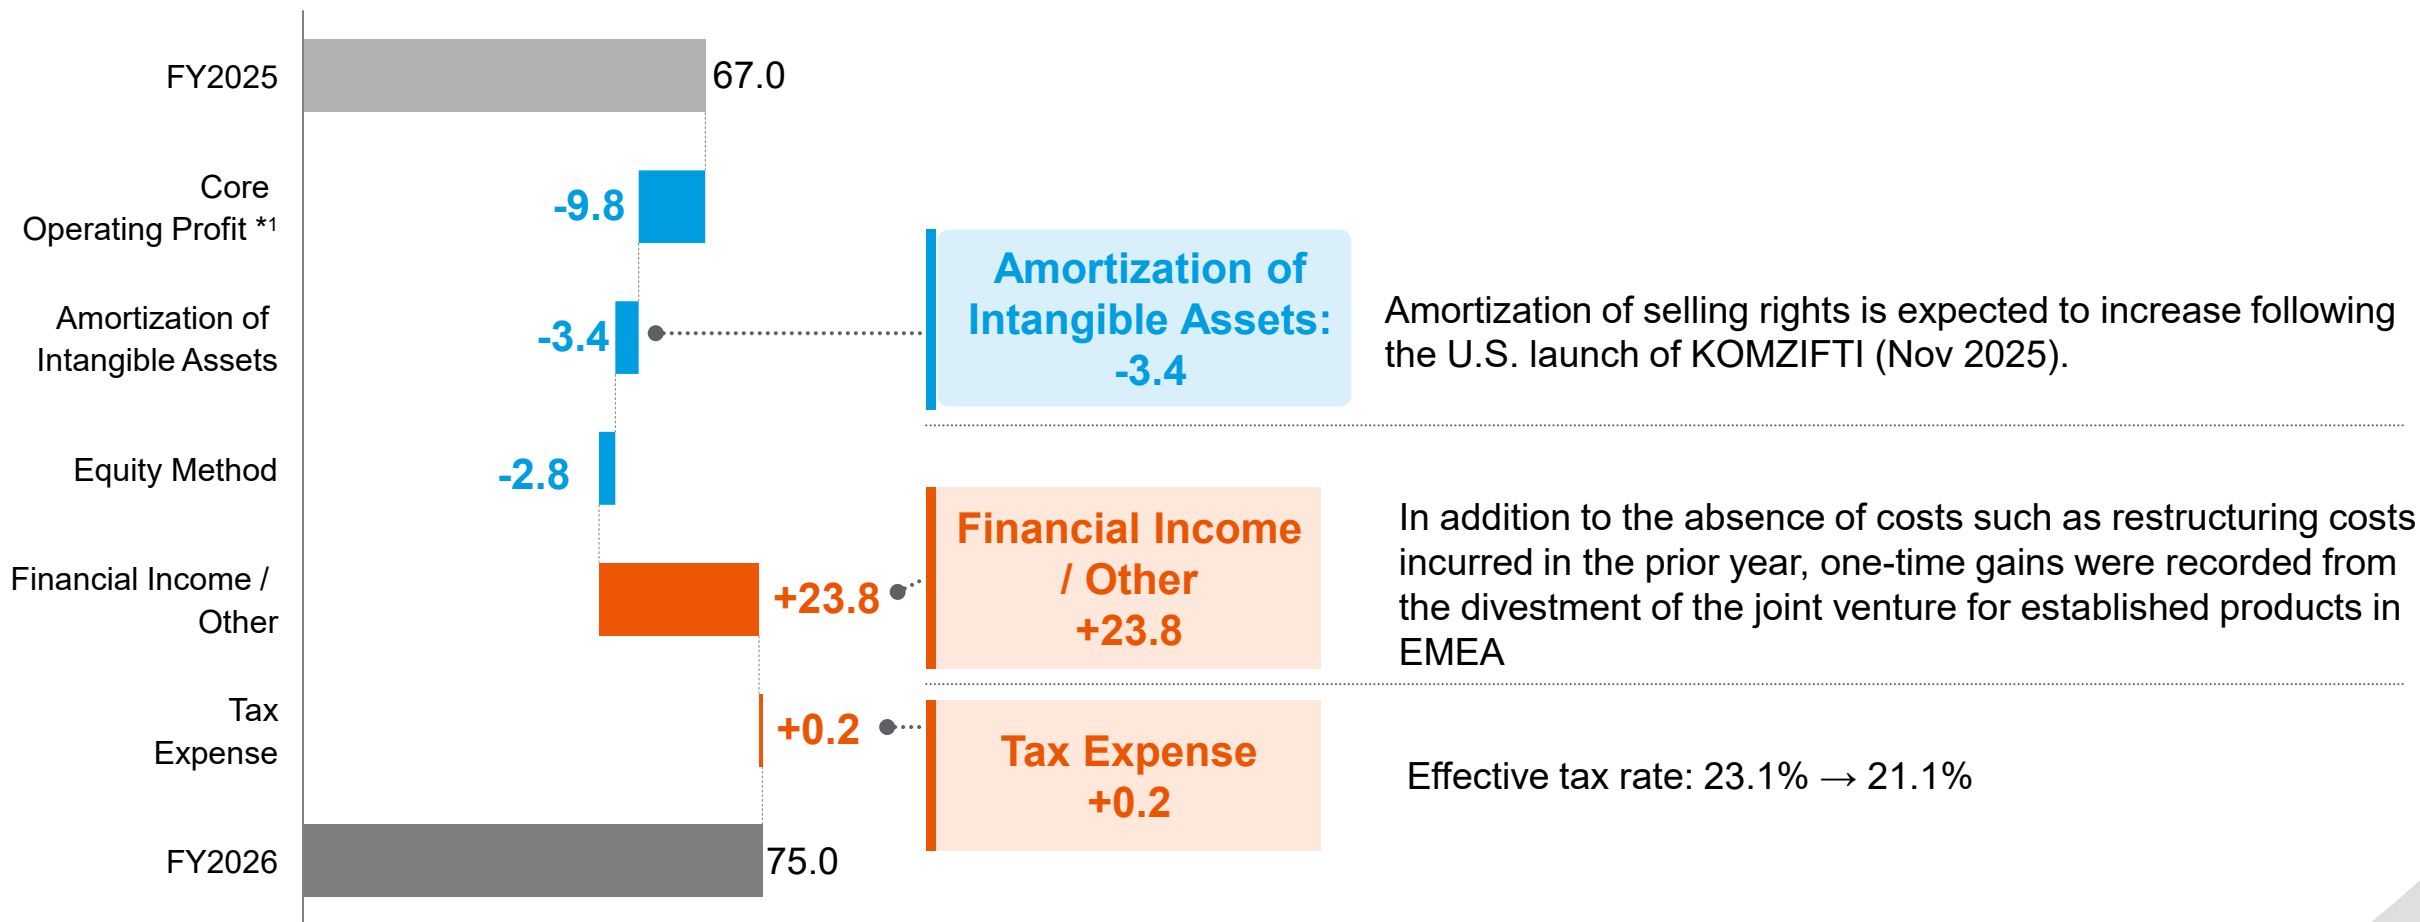 FY2025
67.0
Core
Operating Profit *1
-9.8
Amortization of
Intangible Assets
-3.4
Amortization of
Intangible Assets:
-3.4
Amortization of selling rights is expected to increase following
the U.S. launch of KOMZIFTI (Nov 2025).
Equity Method
-2.8
Financial Income /
Other
+23.8
Financial Income
/ Other
+23.8
In addition to the absence of costs such as restructuring costs
incurred in the prior year, one-time gains were recorded from
the divestment of the joint venture for established products in
EMEA
Tax
Expense
+0.2
Tax Expense
+0.2
Effective tax rate: 23.1% → 21.1%
FY2026
75.0